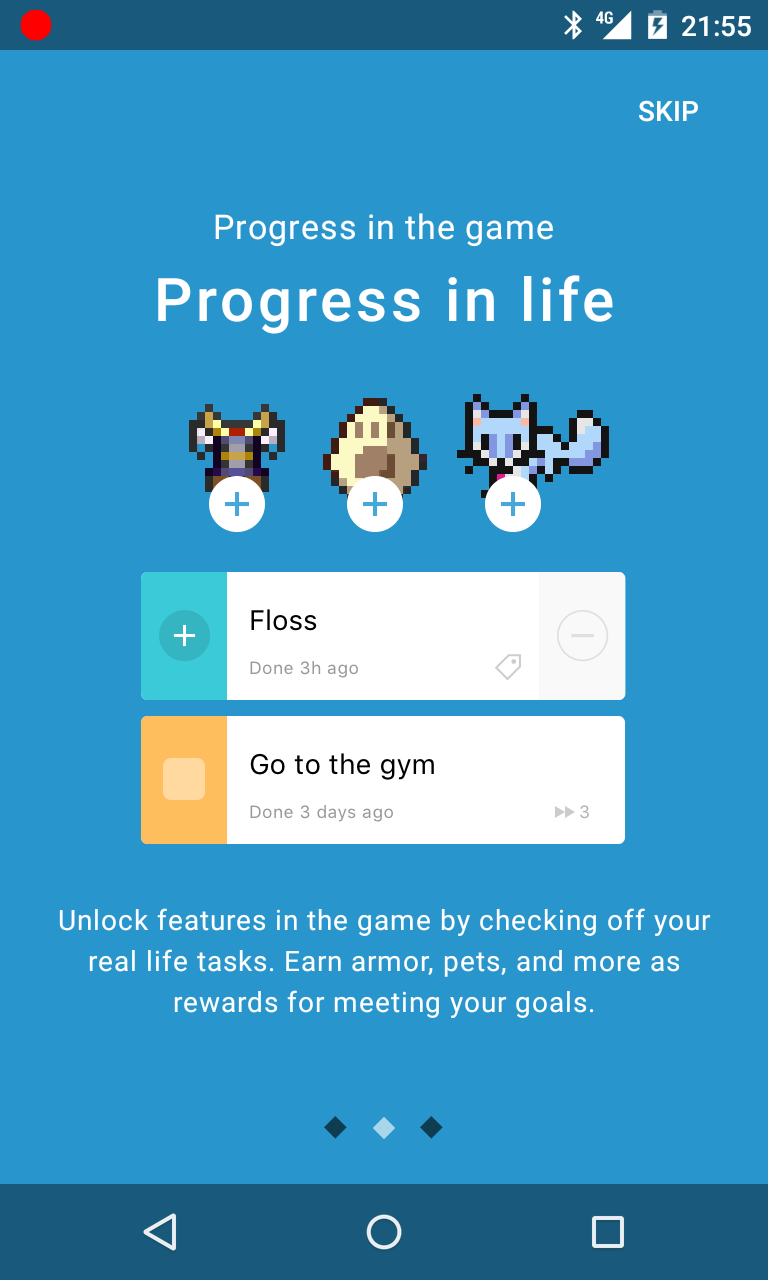 4G 21:55
SKIP
Progress in the game
Progress in life
Floss
Done 3h ago
Go to the gym
Done 3 days ago 3
Unlock features in the game by checking off your
real life tasks. Earn armor, pets, and more as
rewards for meeting your goals.